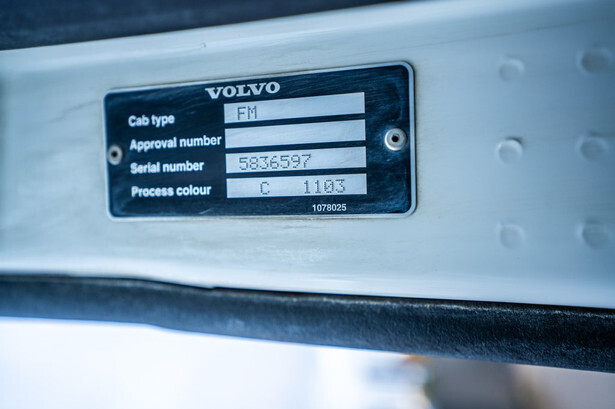 VOLVO
Cab type FM
Approval number
Serial number 5836597
Process colour C 1103
1078025